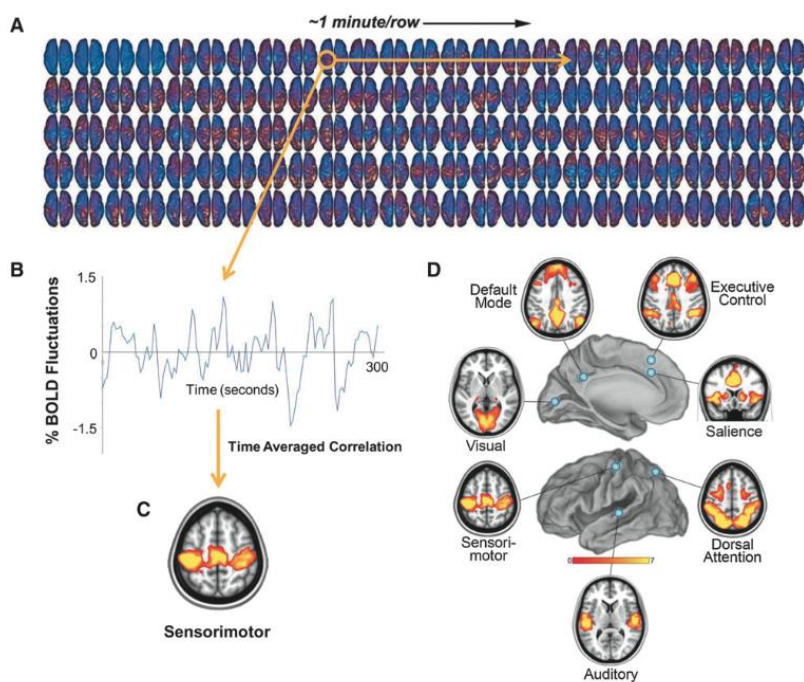 ~1 minute/row
A
B
1.5
0
-1.5
% BOLD Fluctuations
Time (seconds)
300
Time Averaged Correlation
C
Sensorimotor
D
Default
Mode
Executive
Control
Visual
Salience
Sensori-
motor
Dorsal
Attention
0
7
Auditory